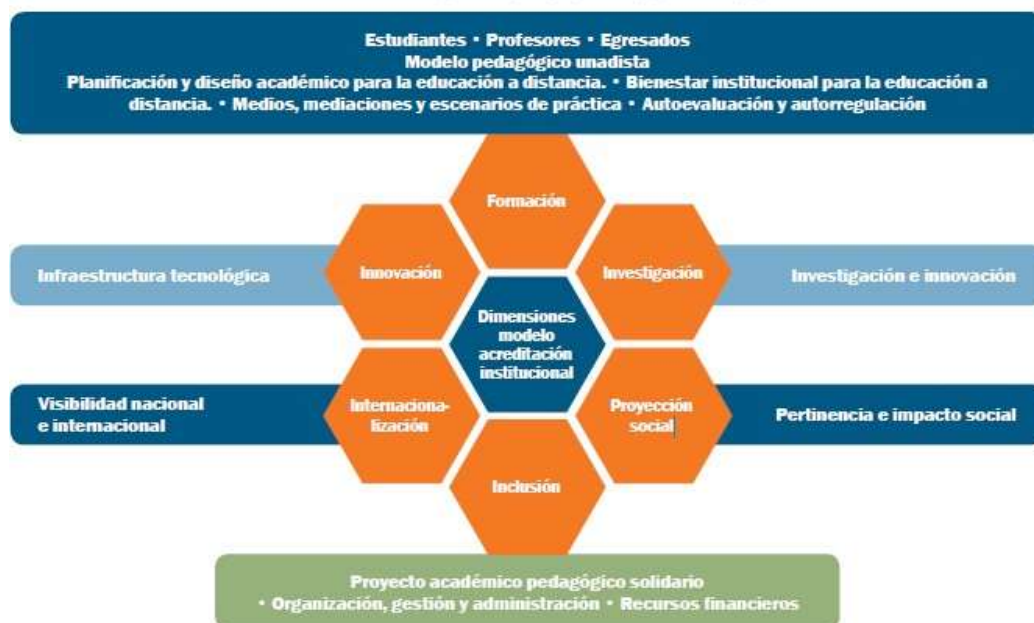 Estudiantes • Profesores • Egresados
Modelo pedagógico unadista
Planificación y diseño académico para la educación a distancia. • Bienestar institucional para la educación a
distancia. • Medios, mediaciones y escenarios de práctica • Autoevaluación y autorregulación
Formación
Infraestructura tecnológica
Innovación
Investigación
Investigación e innovación
Dimensiones
modelo
acreditación
institucional
Visibilidad nacional
e internacional
Internaciona-
lización
Proyección
social
Pertinencia e impacto social
Inclusión
Proyecto académico pedagógico solidario
• Organización, gestión y administración • Recursos financieros